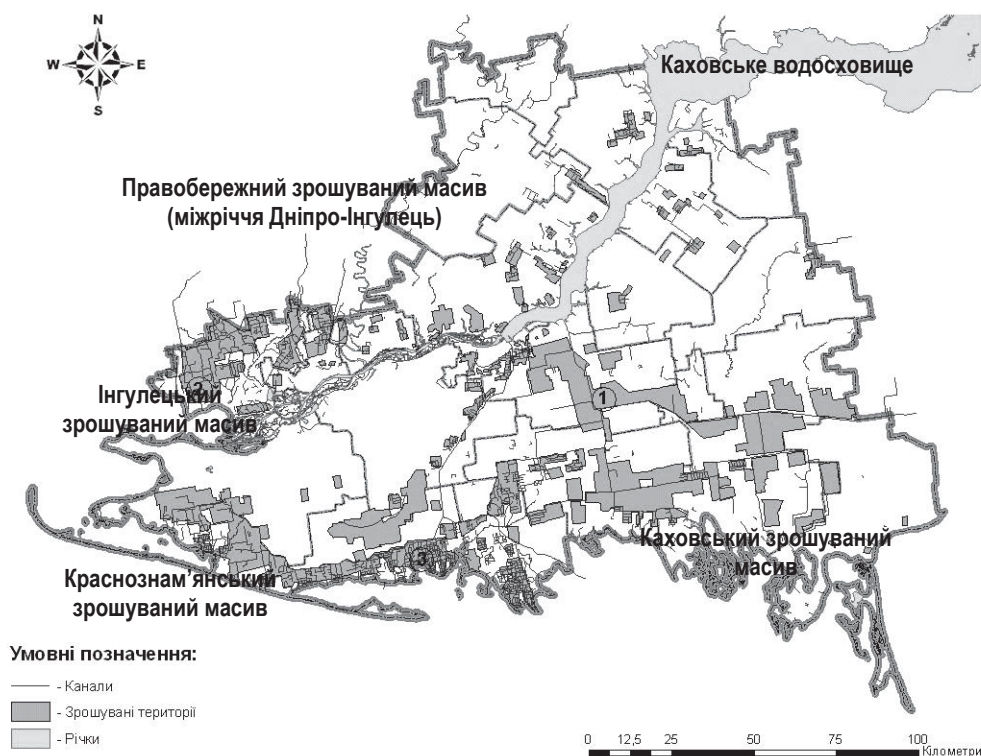 N
W E
S
Каховське водосховище
Правобережний зрошуваний масив
(міжріччя Дніпро-Інгулець)
2
1
Інгулецький
зрошуваний масив
3
Каховський зрошуваний
масив
Краснознам'янський
зрошуваний масив
Умовні позначення:
- Канали
- Зрошувані території
- Річки
0 12,5 25 50 75 100
Кілометри